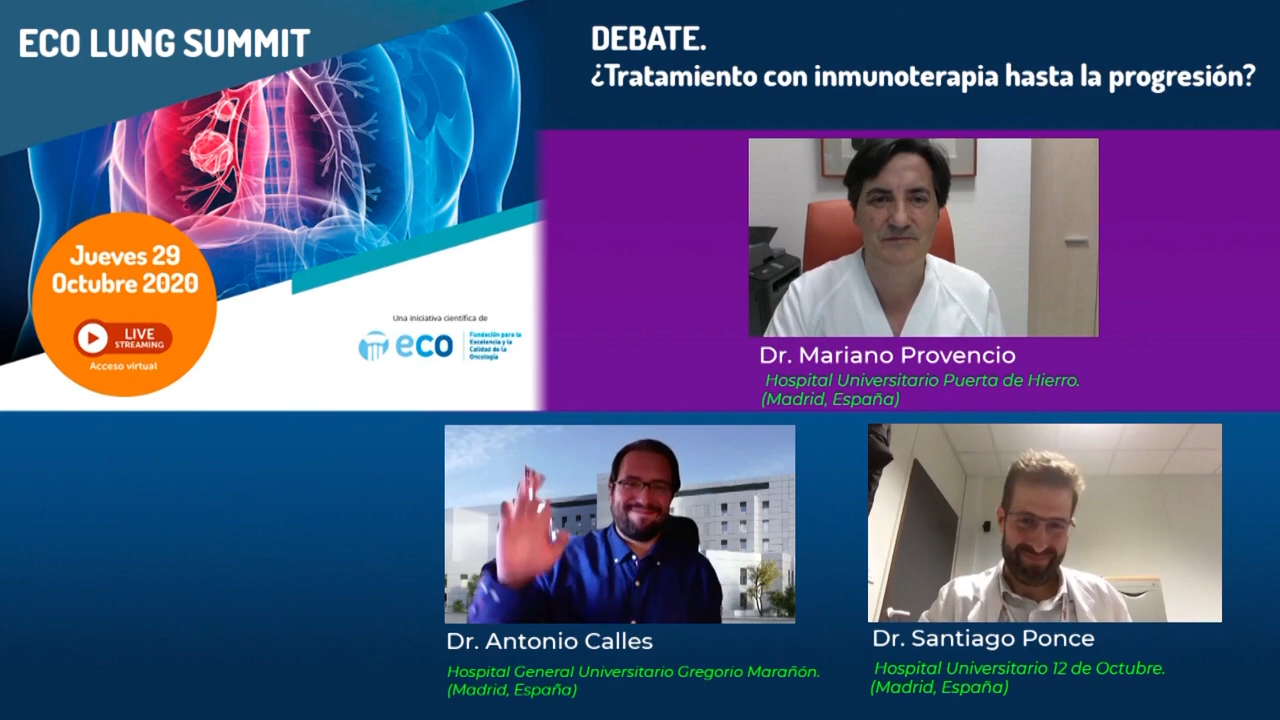 ECO LUNG SUMMIT
Jueves 29
Octubre 2020
LIVE
STREAMING
Acceso virtual
Una iniciativa científica de
eco
Fundación para la
Excelencia y la
Calidad de la
Oncología
DEBATE.
¿Tratamiento con inmunoterapia hasta la progresión?
Dr. Mariano Provencio
Hospital Universitario Puerta de Hierro.
(Madrid, España)
Dr. Antonio Calles
Hospital General Universitario Gregorio Marañón.
(Madrid, España)
Dr. Santiago Ponce
Hospital Universitario 12 de Octubre.
(Madrid, España)